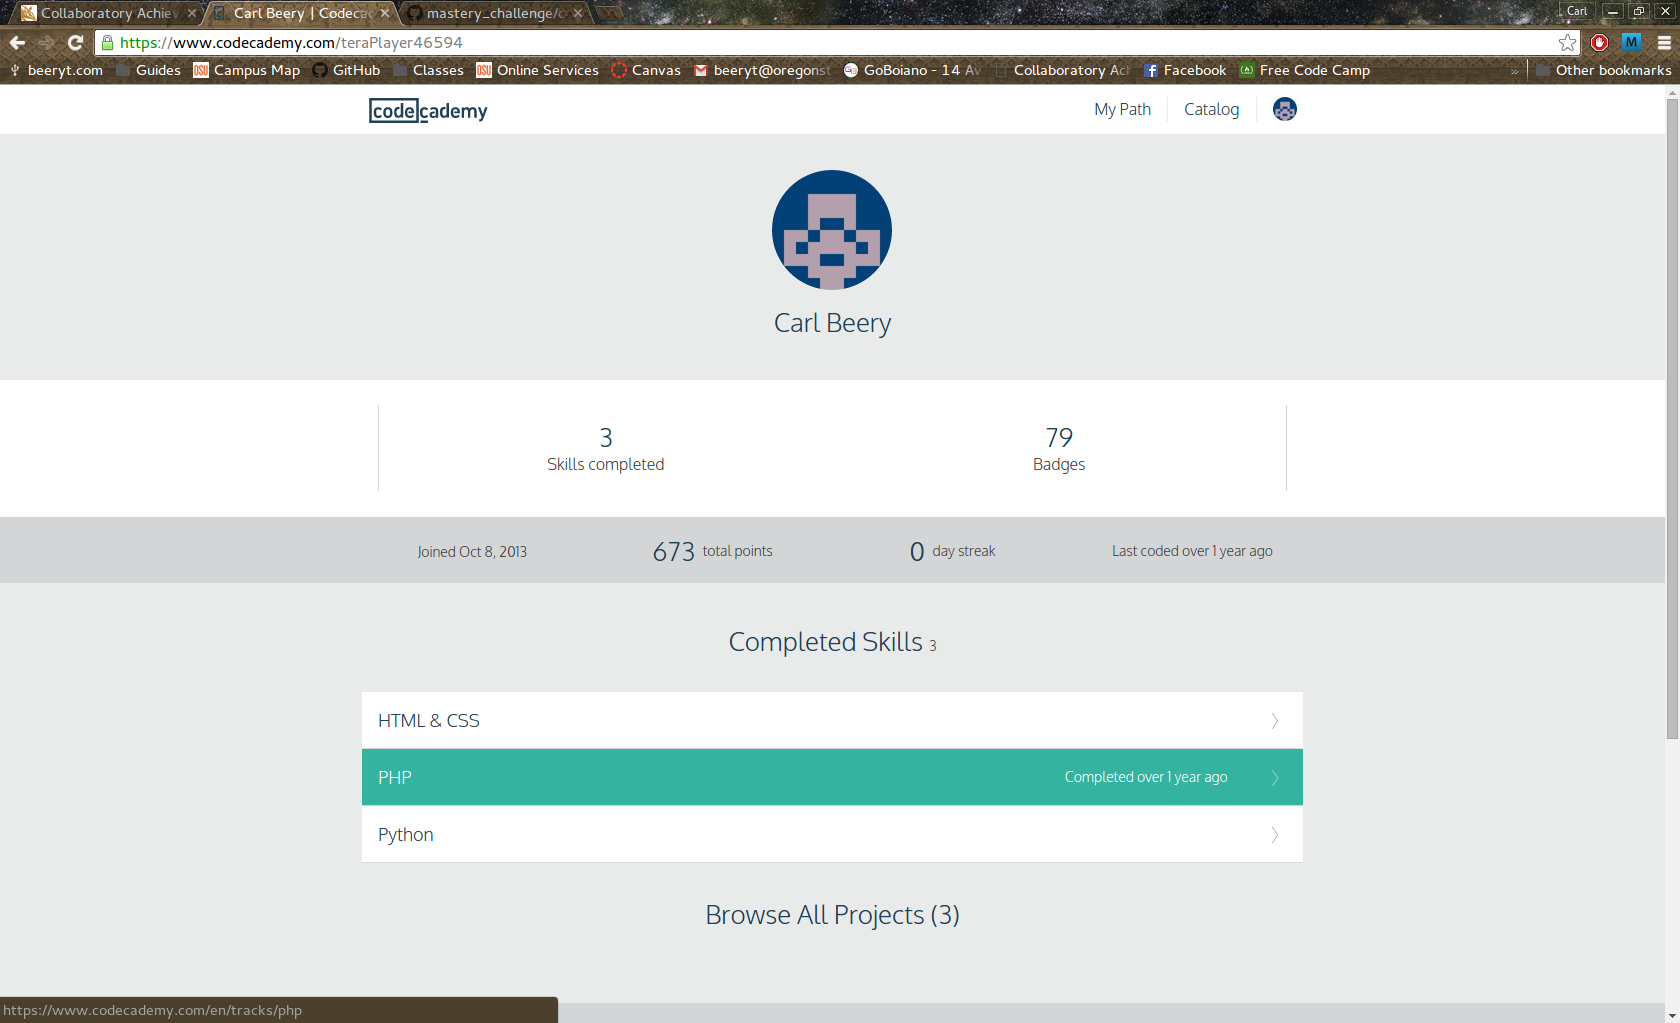 Collaboratory Achiev
Carl Beery | Codecac
mastery_challenge/c
Carl
https://www.codecademy.com/teraPlayer46594
M
beeryt.com Guides OSU Campus Map GitHub Classes OSU Online Services Canvas beeryt@oregonst GoBoiano - 14 Av Collaboratory Ach Facebook Free Code Camp » Other bookmarks
codecademy
My Path Catalog
Carl Beery
3 79
Skills completed Badges
Joined Oct 8, 2013 673 total points 0 day streak Last coded over 1 year ago
Completed Skills 3
HTML & CSS
PHP Completed over 1 year ago
Python
Browse All Projects (3)
https://www.codecademy.com/en/tracks/php